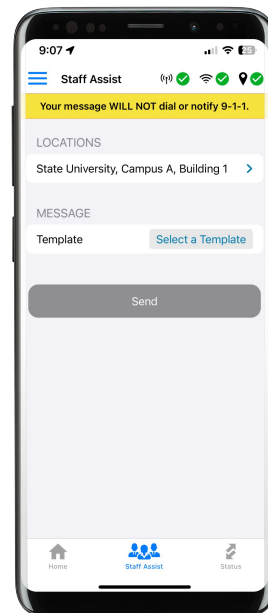 9:07 25
Staff Assist
Your message WILL NOT dial or notify 9-1-1.
LOCATIONS
State University, Campus A, Building 1
MESSAGE
Template Select a Template
Send
Home Staff Assist Status